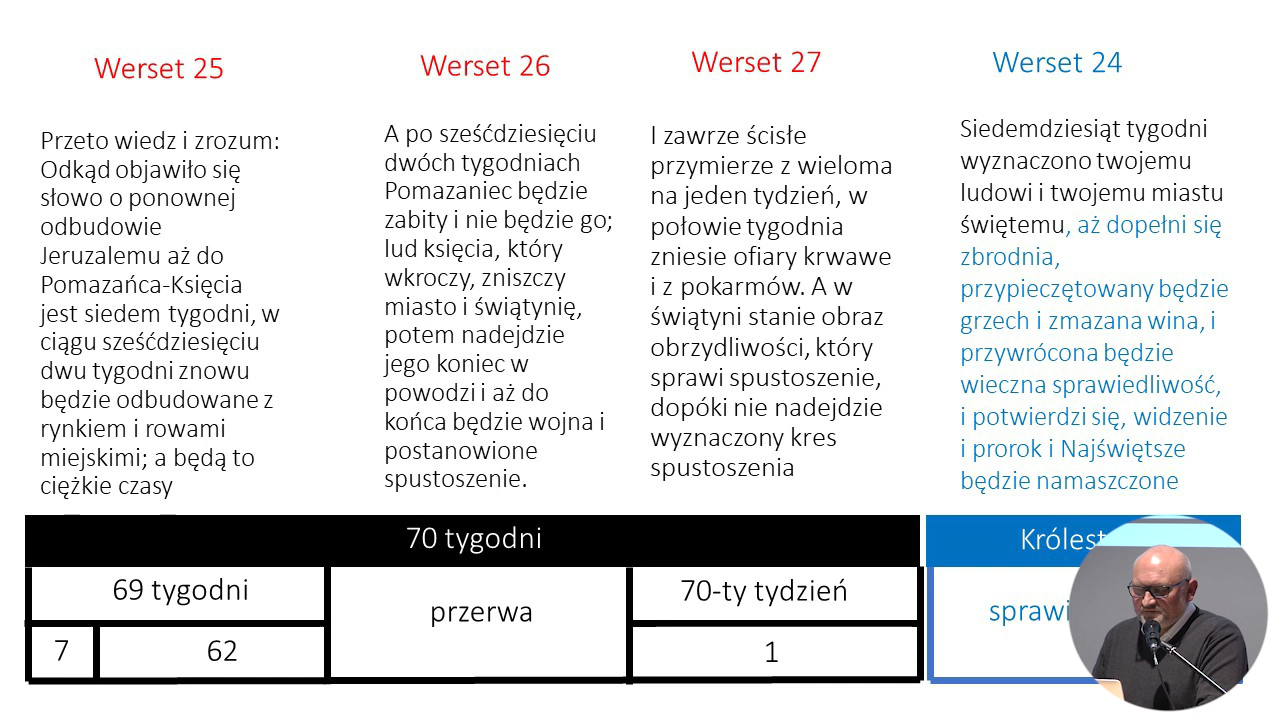 Werset 25
Przeto wiedz i zrozum:
Odkąd objawiło się
słowo o ponownej
odbudowie
Jeruzalemu aż do
Pomazańca-Księcia
jest siedem tygodni, w
ciągu sześćdziesięciu
dwu tygodni znowu
będzie odbudowane z
rynkiem i rowami
miejskimi; a będą to
ciężkie czasy
Werset 26
A po sześćdziesięciu
dwóch tygodniach
Pomazaniec będzie
zabity i nie będzie go;
lud księcia, który
wkroczy, zniszczy
miasto i świątynię,
potem nadejdzie
jego koniec w
powodzi i aż do
końca będzie wojna i
postanowione
spustoszenie.
Werset 27
I zawrze ścisłe
przymierze z wieloma
na jeden tydzień, w
połowie tygodnia
zniesie ofiary krwawe
i z pokarmów. A w
świątyni stanie obraz
obrzydliwości, który
sprawi spustoszenie,
dopóki nie nadejdzie
wyznaczony kres
spustoszenia
Werset 24
Siedemdziesiąt tygodni
wyznaczono twojemu
ludowi i twojemu miastu
świętemu, aż dopełni się
zbrodnia,
przypieczętowany będzie
grzech i zmazana wina, i
przywrócona będzie
wieczna sprawiedliwość,
i potwierdzi się, widzenie
i prorok i Najświętsze
będzie namaszczone
70 tygodni
69 tygodni
7
62
przerwa
70-ty tydzień
1